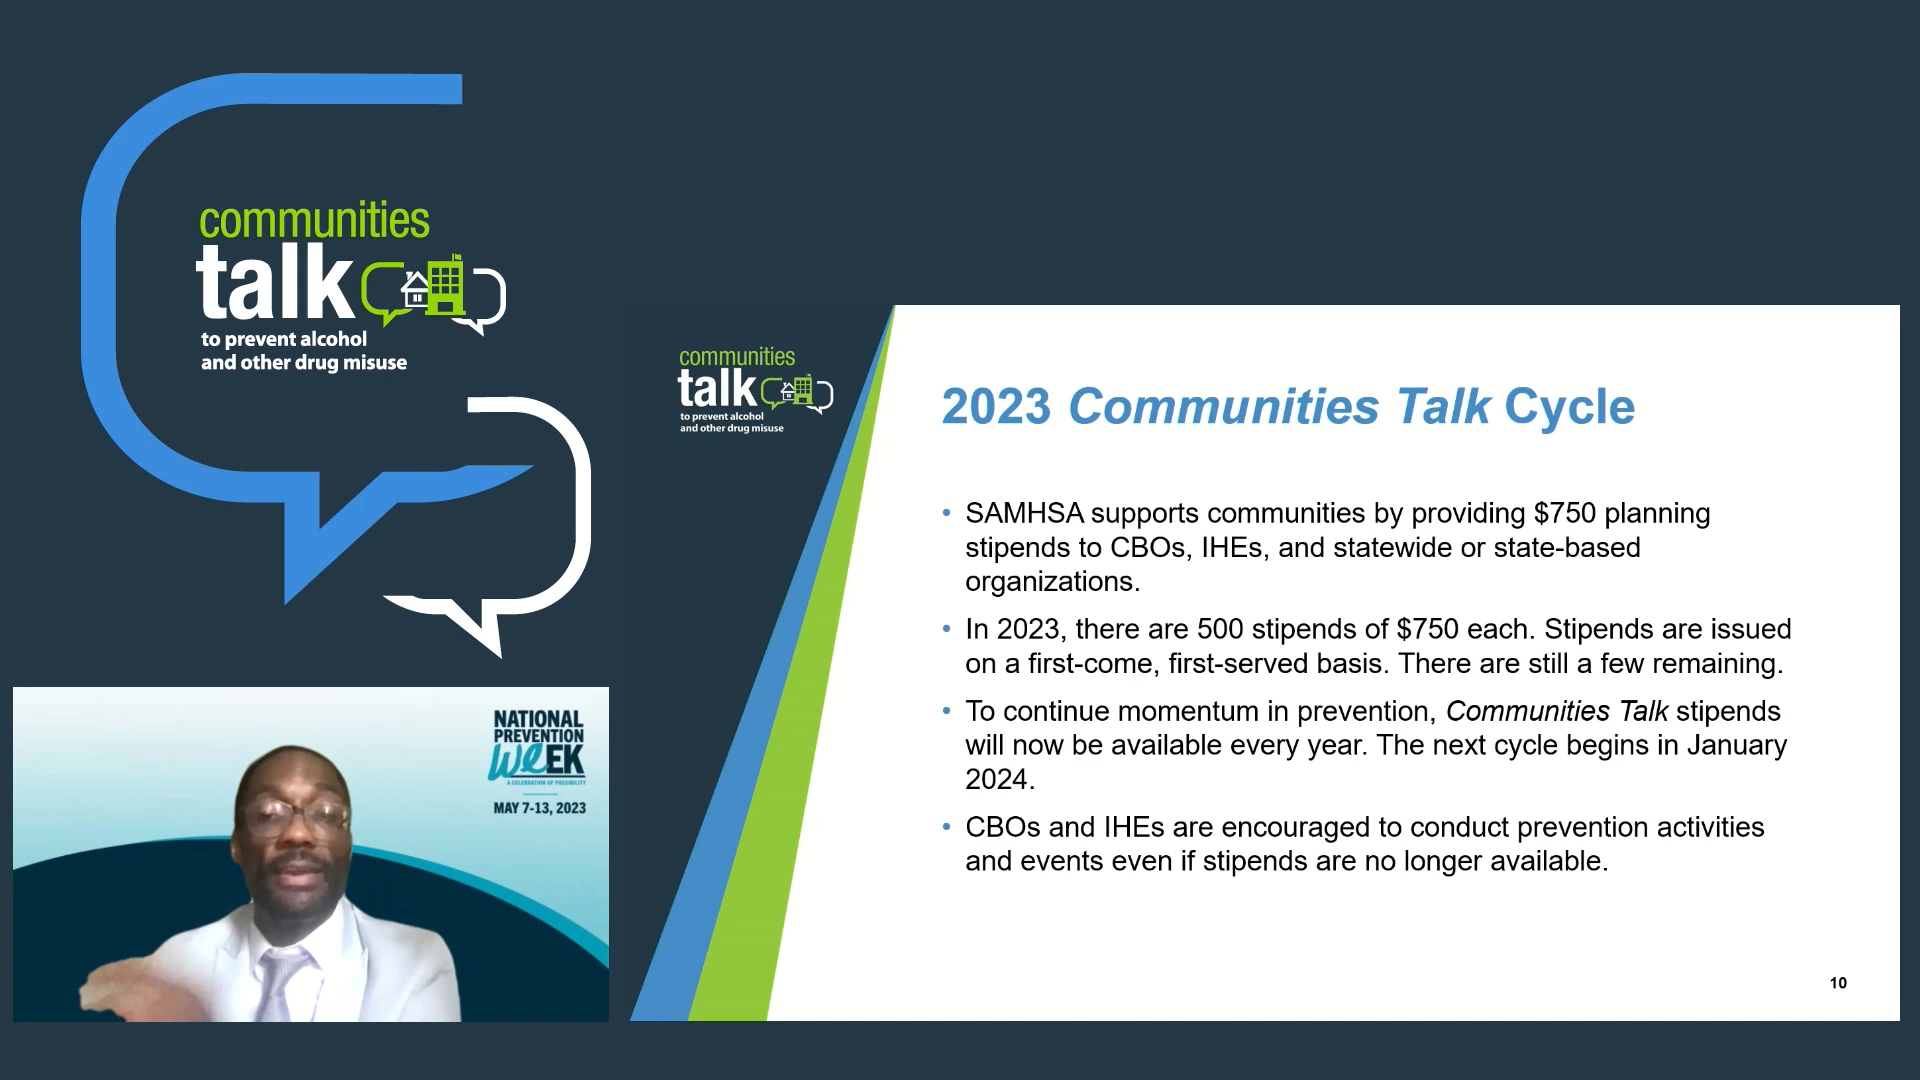 communities
talk
to prevent alcohol
and other drug misuse
NATIONAL
PREVENTION
WeEK
A CELEBRATION OF POSSIBILITY
MAY 7-13, 2023
communities
talk
to prevent alcohol
and other drug misuse
2023 Communities Talk Cycle
• SAMHSA supports communities by providing $750 planning
stipends to CBOs, IHEs, and statewide or state-based
organizations.
• In 2023, there are 500 stipends of $750 each. Stipends are issued
on a first-come, first-served basis. There are still a few remaining.
• To continue momentum in prevention, Communities Talk stipends
will now be available every year. The next cycle begins in January
2024.
• CBOs and IHEs are encouraged to conduct prevention activities
and events even if stipends are no longer available.
10